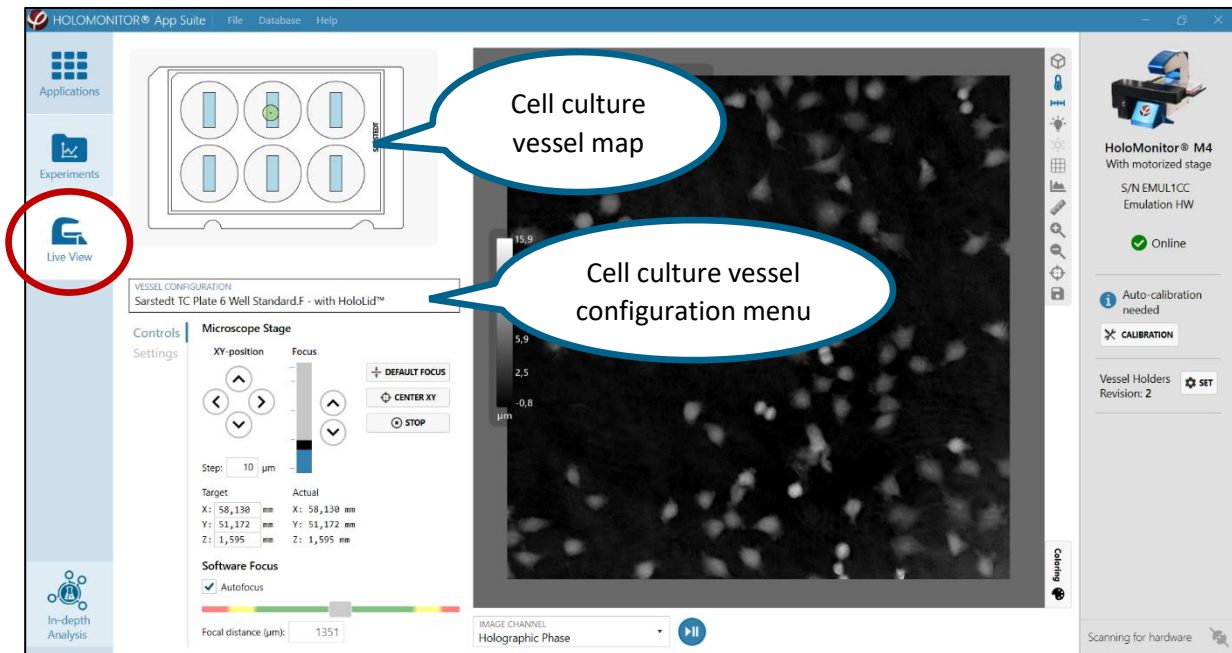 HOLOMONITOR® App Suite
File Database Help
Applications
Experiments
Live View
SARSTEDT
Cell culture
vessel map
Cell culture vessel
configuration menu
VESSEL CONFIGURATION
Sarstedt TC Plate 6 Well Standard.F - with HoloLid™
Controls
Settings
Microscope Stage
XY-position
Focus
DEFAULT FOCUS
CENTER XY
STOP
Step: 10 µm
Target
Actual
X: 58,130 mm X: 58,130 mm
Y: 51,172 mm Y: 51,172 mm
Z: 1,595 mm Z: 1,595 mm
Software Focus
Autofocus
Focal distance (µm): 1351
15,9
5,9
2,5
-0,8
µm
Coloring
IMAGE CHANNEL
Holographic Phase
HoloMonitor® M4
With motorized stage
S/N EMUL1CC
Emulation HW
Online
Auto-calibration
needed
CALIBRATION
Vessel Holders
Revision: 2
SET
In-depth
Analysis
Scanning for hardware